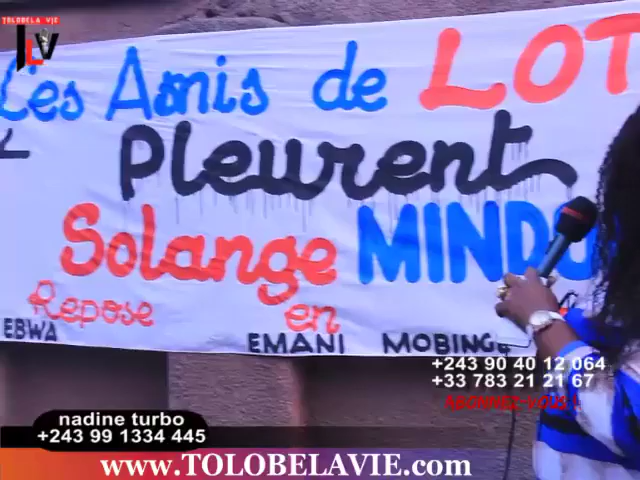 TOLOBELA VIE
JLV
Les Amis de LOT
Pleurent
Solange MINDO
Repose en
EBWA EMANI MOBINGE
+243 90 40 12 064
+33 783 21 21 67
ABONNEZ-VOUS !
nadine turbo
+243 99 1334 445
www.TOLOBELAVIE.com